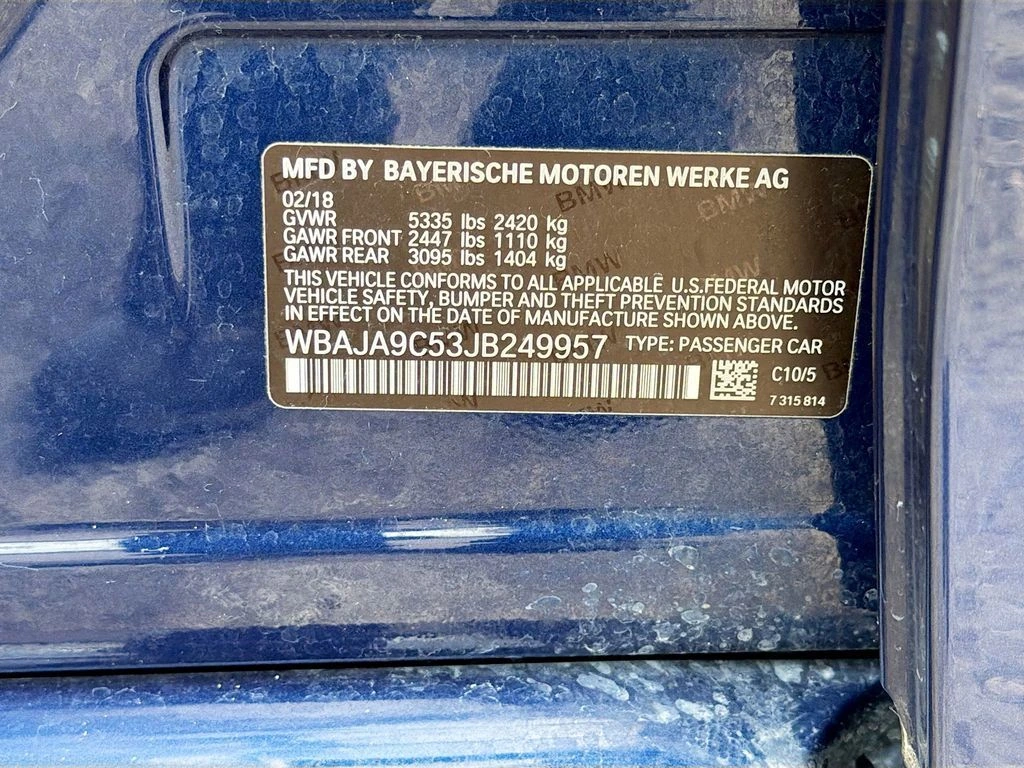 MFD BY BAYERISCHE MOTOREN WERKE AG
02/18
GVWR 5335 lbs 2420 kg
GAWR FRONT 2447 lbs 1110 kg
GAWR REAR 3095 lbs 1404 kg
THIS VEHICLE CONFORMS TO ALL APPLICABLE U.S.FEDERAL MOTOR
VEHICLE SAFETY, BUMPER AND THEFT PREVENTION STANDARDS
IN EFFECT ON THE DATE OF MANUFACTURE SHOWN ABOVE.
WBAJA9C53JB249957 TYPE: PASSENGER CAR
C10/5
7 315 814